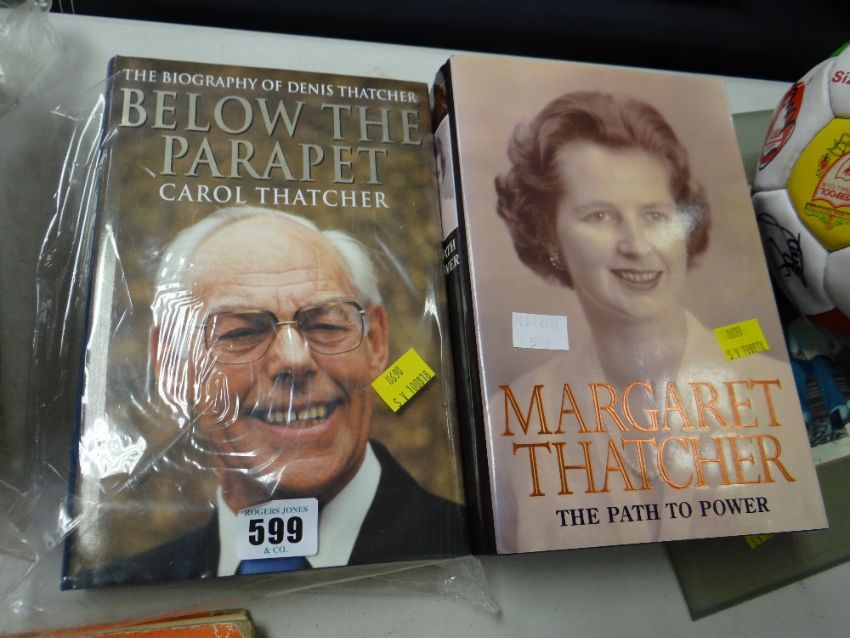 THE BIOGRAPHY OF DENIS THATCHER
BELOW THE
PARAPET
CAROL THATCHER
ROGERS JONES
599
& CO.
MARGARET
THATCHER
THE PATH TO POWER